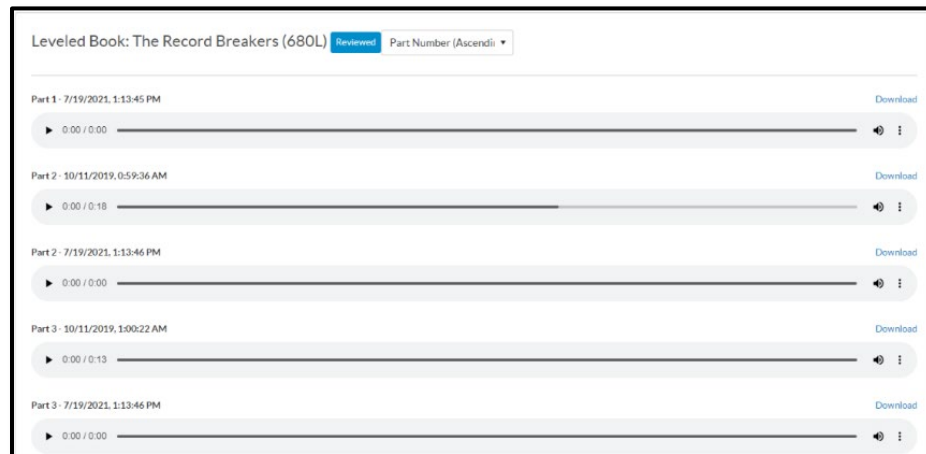 Leveled Book: The Record Breakers (680L) Reviewed Part Number (Ascendi
Part 1 - 7/19/2021, 1:13:45 PM Download
0:00 / 0:00
Part 2 - 10/11/2019, 0:59:36 AM Download
0:00 / 0:18
Part 2 - 7/19/2021, 1:13:46 PM Download
0:00 / 0:00
Part 3 - 10/11/2019, 1:00:22 AM Download
0:00 / 0:13
Part 3 - 7/19/2021, 1:13:46 PM Download
0:00 / 0:00